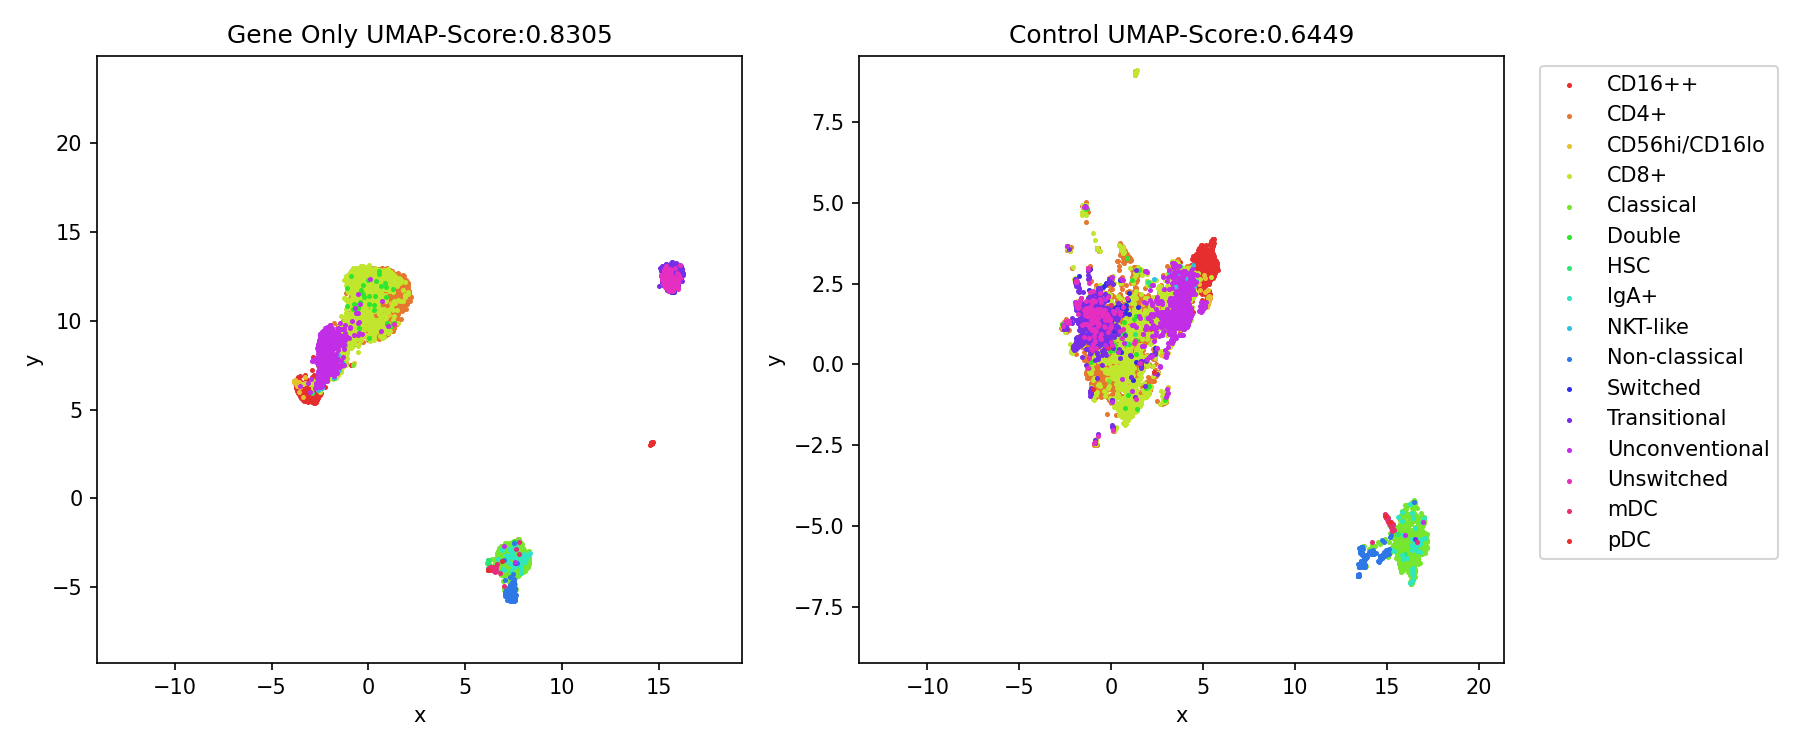 Gene Only UMAP-Score:0.8305
20
15
10
5
0
−5
y
−10
−5
0
5
10
15
x
Control UMAP-Score:0.6449
7.5
5.0
2.5
0.0
−2.5
−5.0
−7.5
y
−10
−5
0
5
10
15
20
x
CD16++
CD4+
CD56hi/CD16lo
CD8+
Classical
Double
HSC
IgA+
NKT-like
Non-classical
Switched
Transitional
Unconventional
Unswitched
mDC
pDC